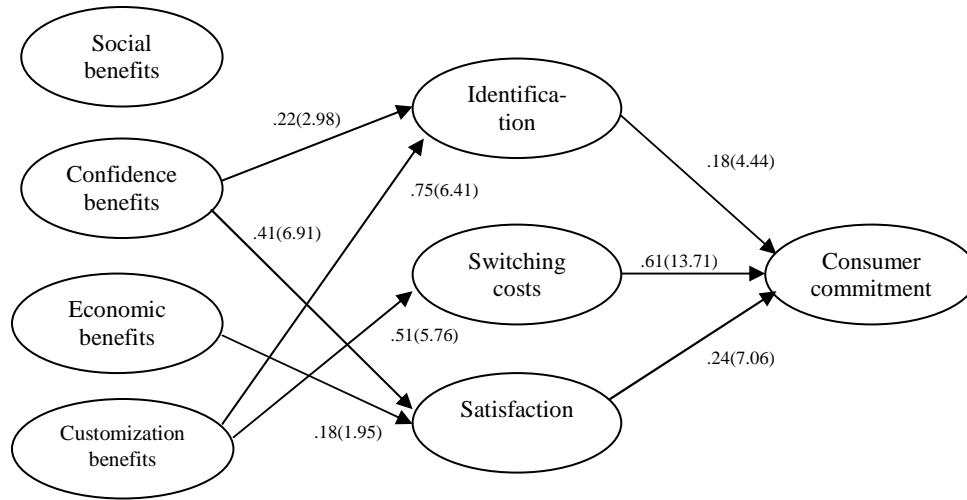 Social
benefits
Identifica-
tion
.22(2.98)
.18(4.44)
Confidence
benefits
.75(6.41)
.41(6.91)
Switching
costs
.61(13.71)
Consumer
commitment
Economic
benefits
.51(5.76)
.24(7.06)
Satisfaction
Customization
benefits
.18(1.95)